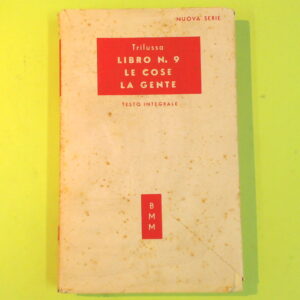 NUOVA SERIE
Trilussa
LIBRO N. 9
LE COSE
LA GENTE
TESTO INTEGRALE
B
M
M